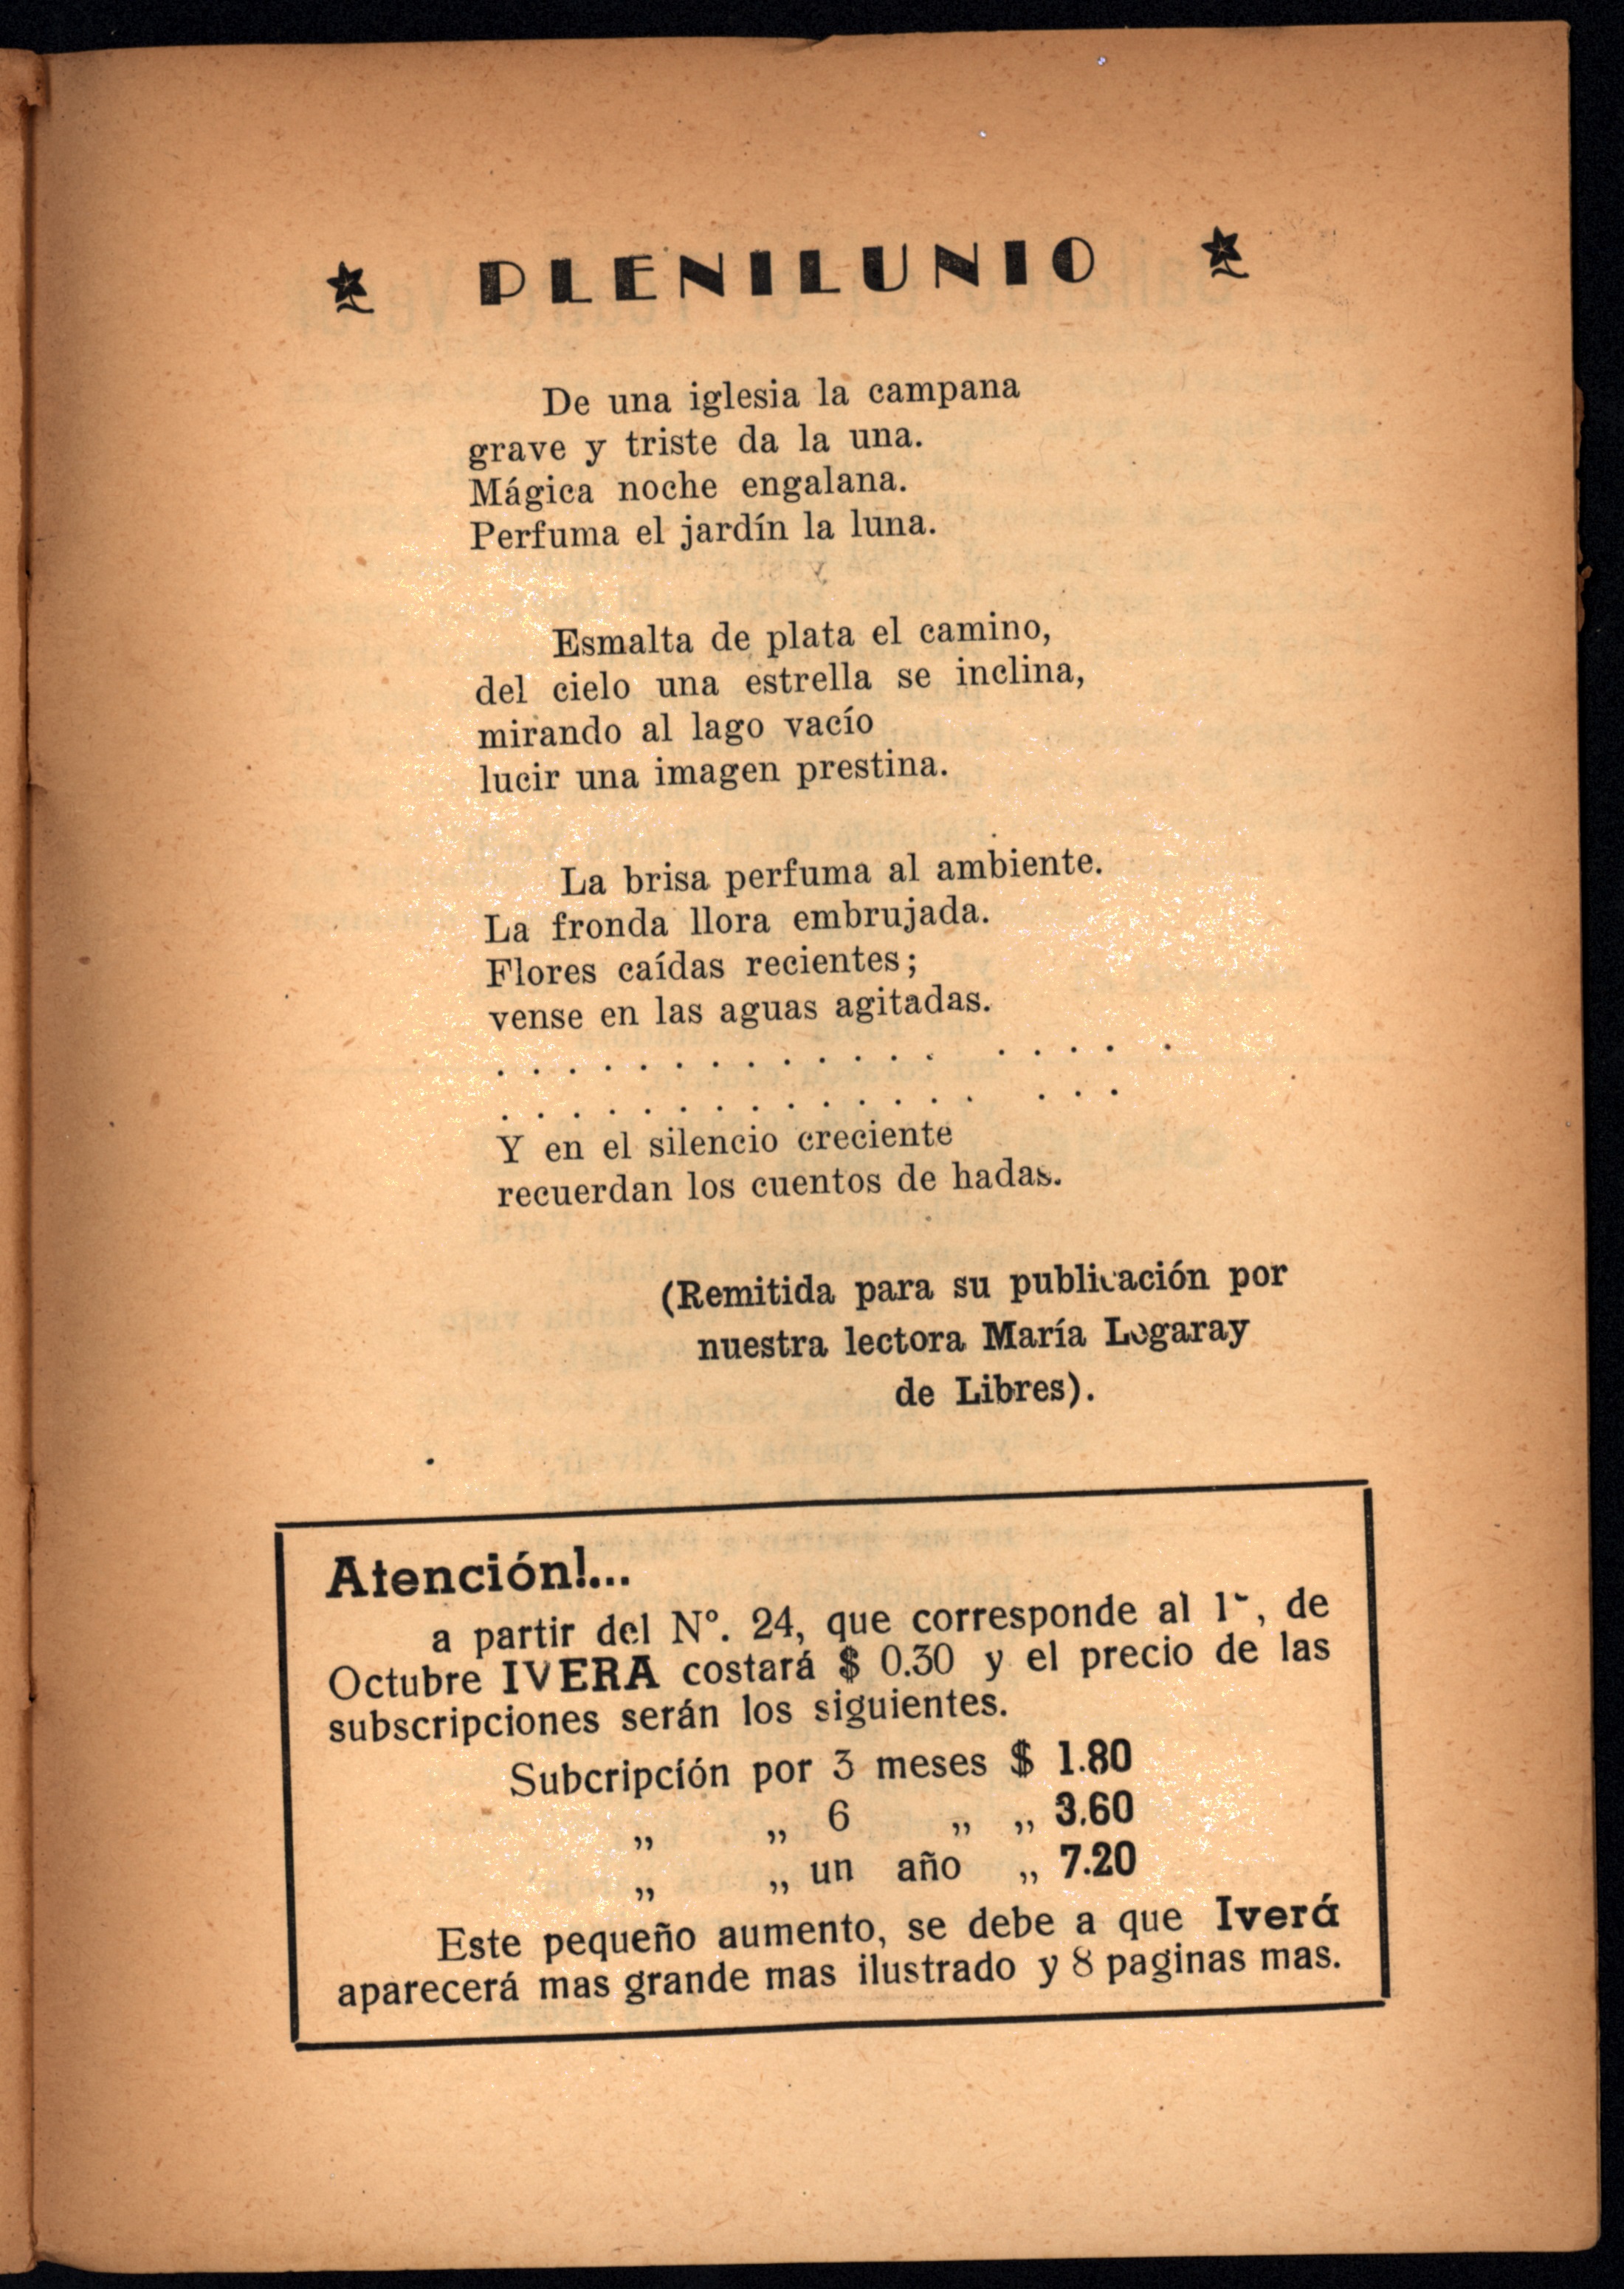 PLENILUNIO
De una iglesia la campana
grave y triste da la una.
Mágica noche engalana.
Perfuma el jardín la luna.
Esmalta de plata el camino,
del cielo una estrella se inclina,
mirando al lago vacío
lucir una imagen prestina.
La brisa perfuma al ambiente.
La fronda llora embrujada.
Flores caídas recientes;
vense en las aguas agitadas.
. . . . . . . . . . . . . . . . . .
. . . . . . . . . . . . . . . . .
Y en el silencio creciente
recuerdan los cuentos de hadas.
(Remitida para su publicación por
nuestra lectora María
de Libres).
Atención!...
a partir del Nº. 24, que corresponde al 1º, de
Octubre IVERA costará $ 0.30 y el precio de las
subscripciones serán los siguientes.
Subcripcíón por 3 meses $ 1.80
„ „ 6 „ „ 3.60
„ „ un año „ 7.20
Este pequeño aumento, se debe a que Iverá
aparecerá mas grande mas ilustrado y 8 paginas mas.